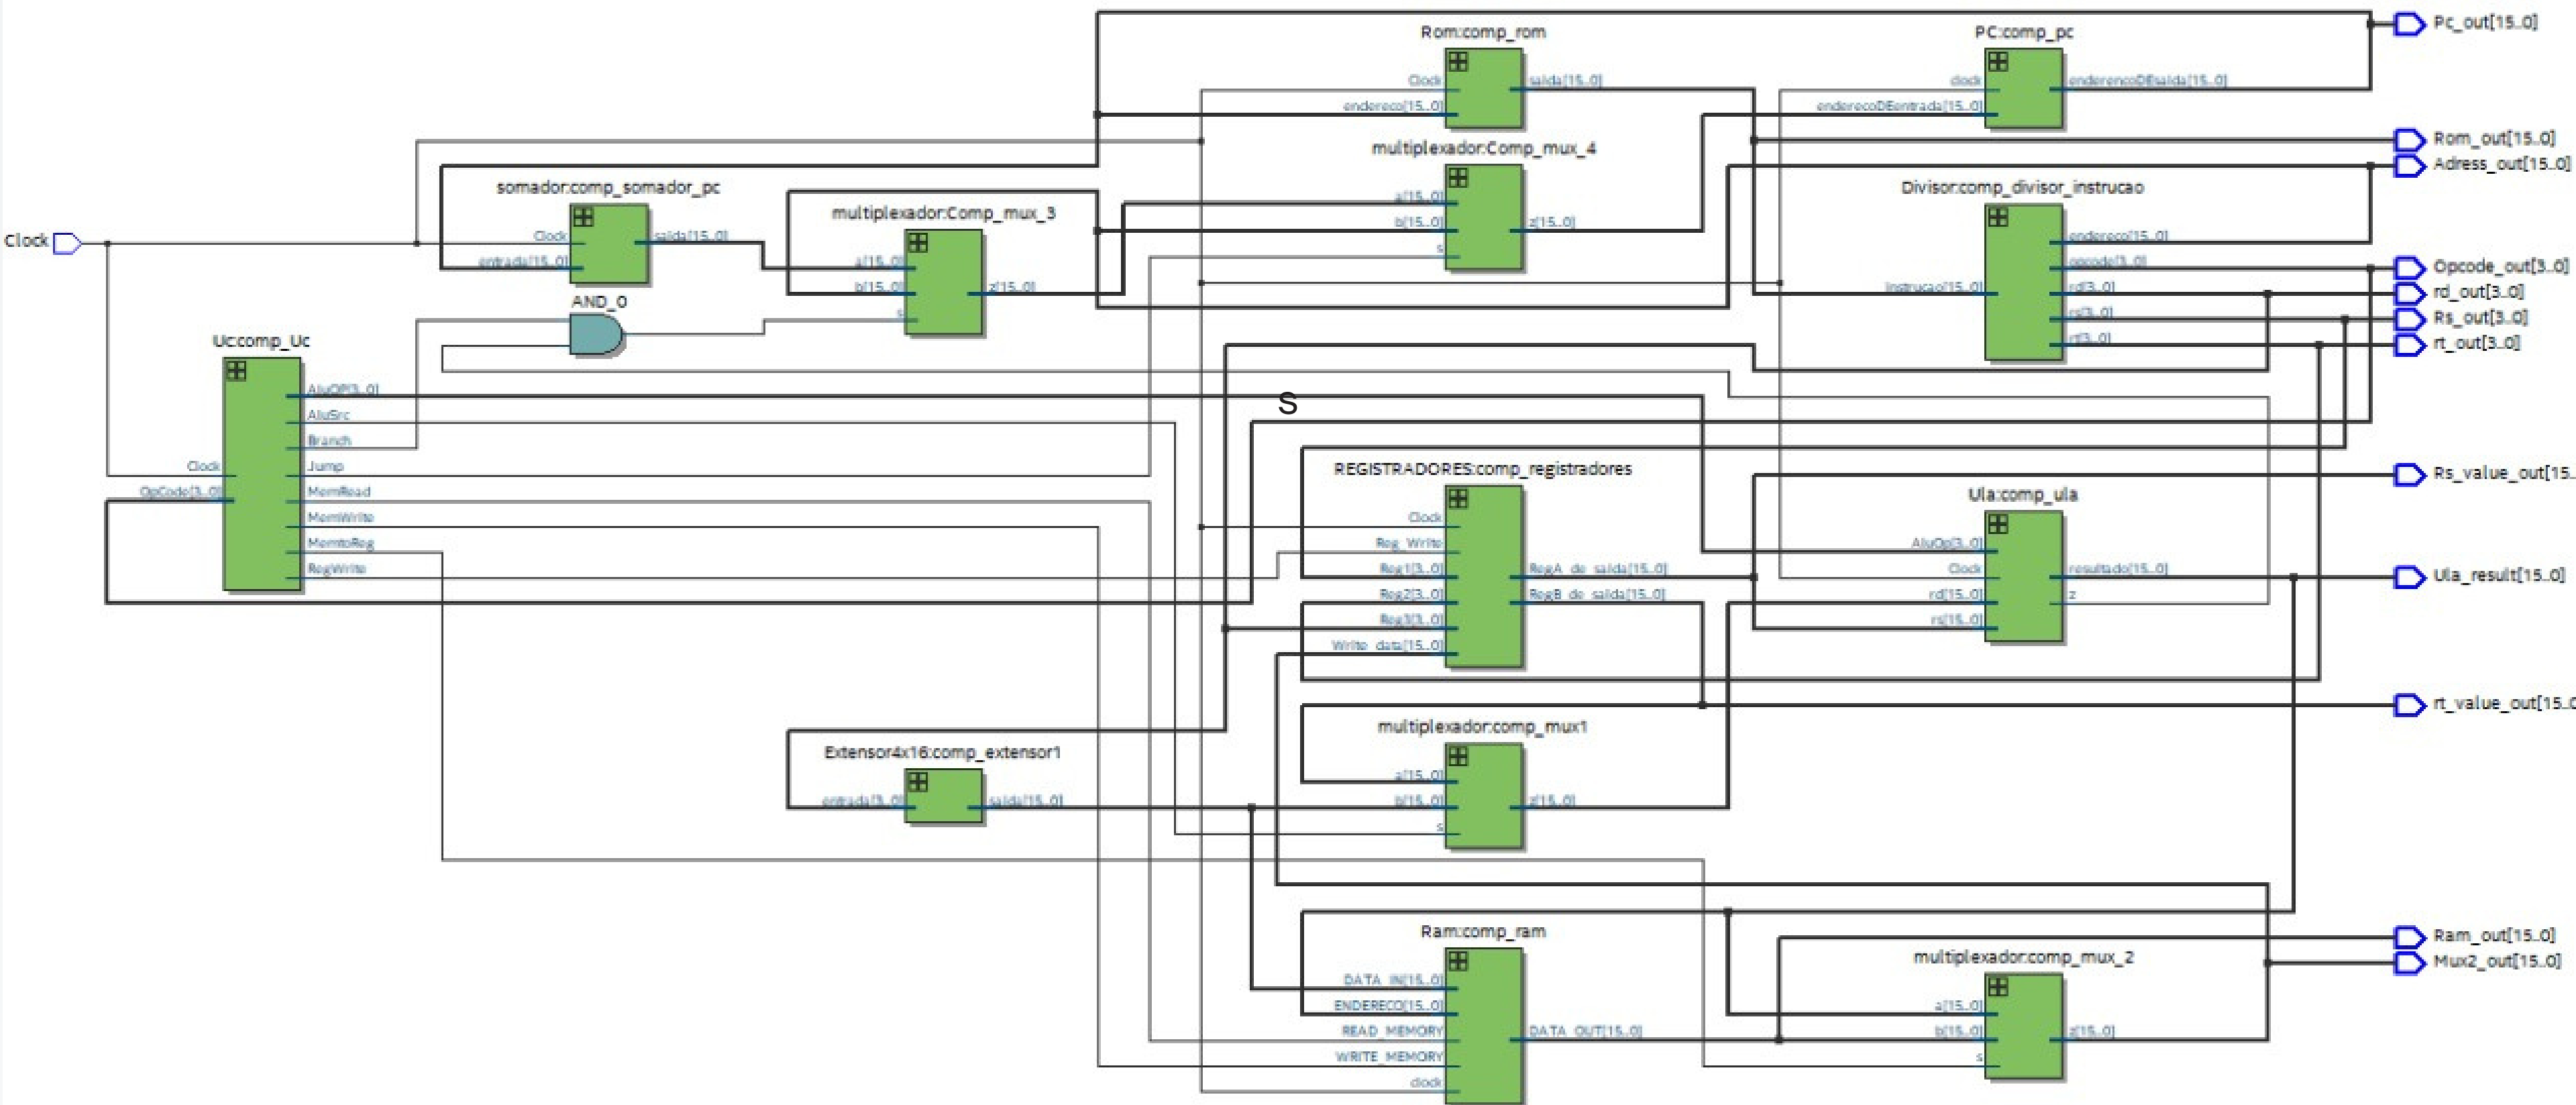 Clock
somador:comp_somador_pc
Clock
entrada[15..0]
saida[15..0]
AND_0
Uc:comp_Uc
Clock
OpCode[3..0]
AluOP[3..0]
AluSrc
Branch
Jump
MemRead
MemWrite
MemtoReg
RegWrite
multiplexador:Comp_mux_3
a[15..0]
b[15..0]
s
z[15..0]
Extensor4x16:comp_extensor1
entrada[3..0]
saida[15..0]
Rom:comp_rom
Clock
endereco[15..0]
saida[15..0]
multiplexador:Comp_mux_4
a[15..0]
b[15..0]
s
z[15..0]
S
REGISTRADORES:comp_registradores
Clock
Reg_Write
Reg1[3..0]
Reg2[3..0]
Reg3[3..0]
Write_data[15..0]
RegA_de_saida[15..0]
RegB_de_saida[15..0]
multiplexador:comp_mux1
a[15..0]
b[15..0]
s
z[15..0]
Ram:comp_ram
DATA_IN[15..0]
ENDERECO[15..0]
READ_MEMORY
WRITE_MEMORY
clock
DATA_OUT[15..0]
PC:comp_pc
clock
enderecoDEentrada[15..0]
enderencoDEsaida[15..0]
Divisor:comp_divisor_instrucao
instrucao[15..0]
endereco[15..0]
opcode[3..0]
rd[3..0]
rs[3..0]
rt[3..0]
Ula:comp_ula
AluOp[3..0]
Clock
rd[15..0]
rs[15..0]
resultado[15..0]
z
multiplexador:comp_mux_2
a[15..0]
b[15..0]
s
z[15..0]
Pc_out[15..0]
Rom_out[15..0]
Adress_out[15..0]
Opcode_out[3..0]
rd_out[3..0]
Rs_out[3..0]
rt_out[3..0]
Rs_value_out[15..
Ula_result[15..0]
rt_value_out[15..0
Ram_out[15..0]
Mux2_out[15..0]